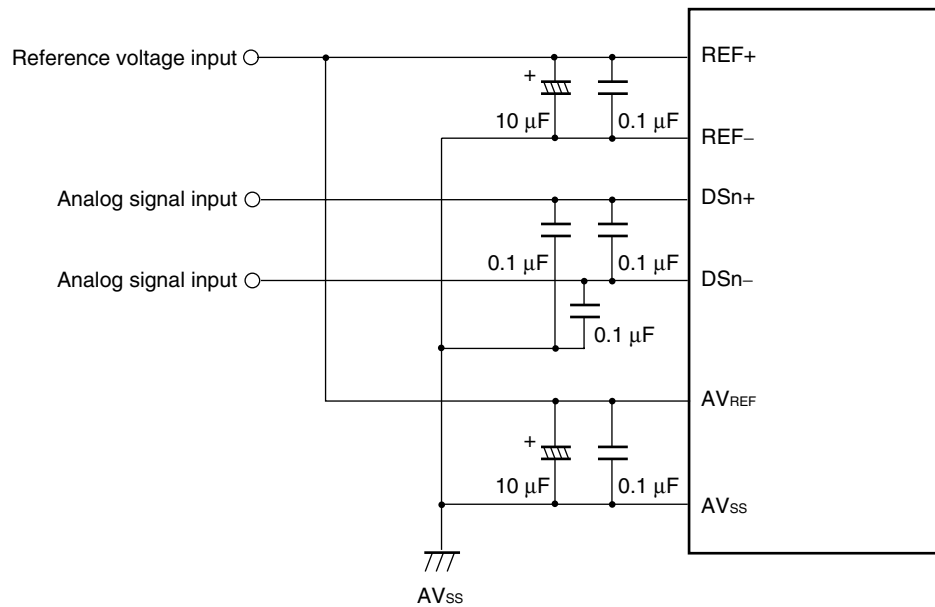 Reference voltage input
REF+
+
10 μF
0.1 μF
REF−
Analog signal input
DSn+
0.1 μF
0.1 μF
Analog signal input
DSn−
0.1 μF
AVREF
+
10 μF
0.1 μF
AVSS
AVSS